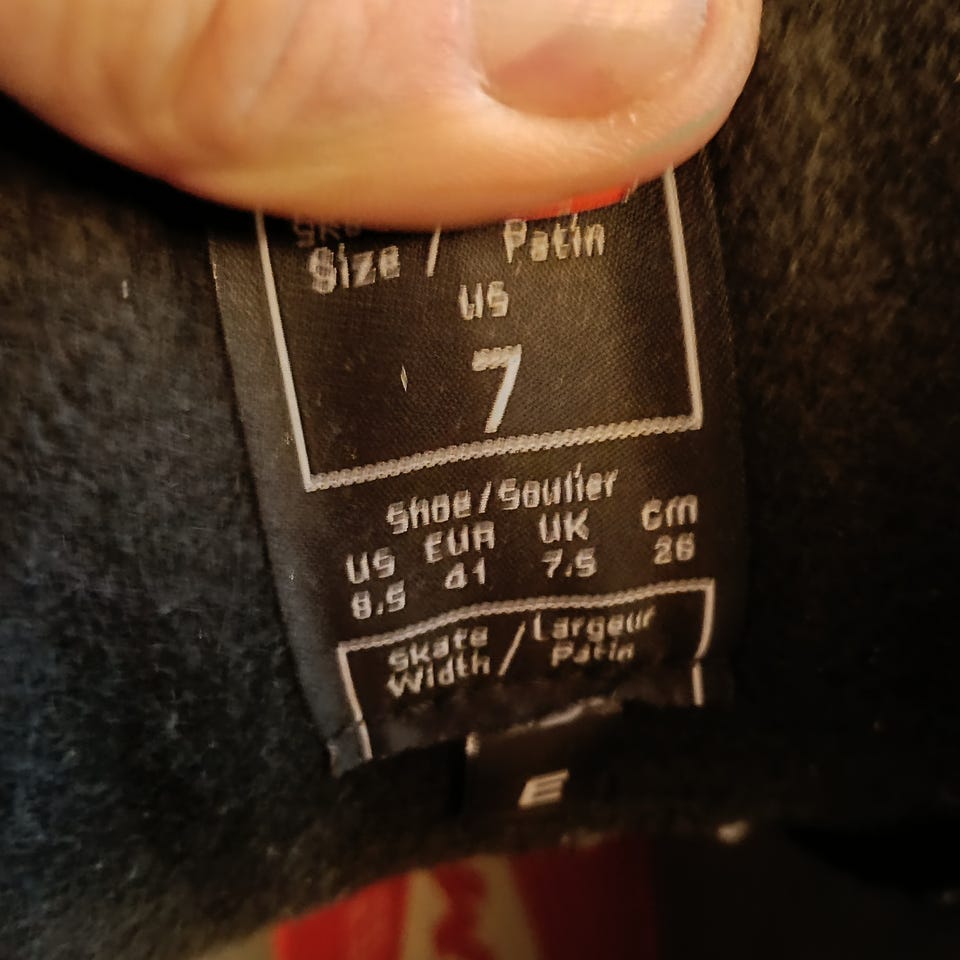 Size / Patin
US
7
Shoe/Soulier
US EUR UK cm
8.5 41 7.5 26
Skate / Largeur
Width Patin
E